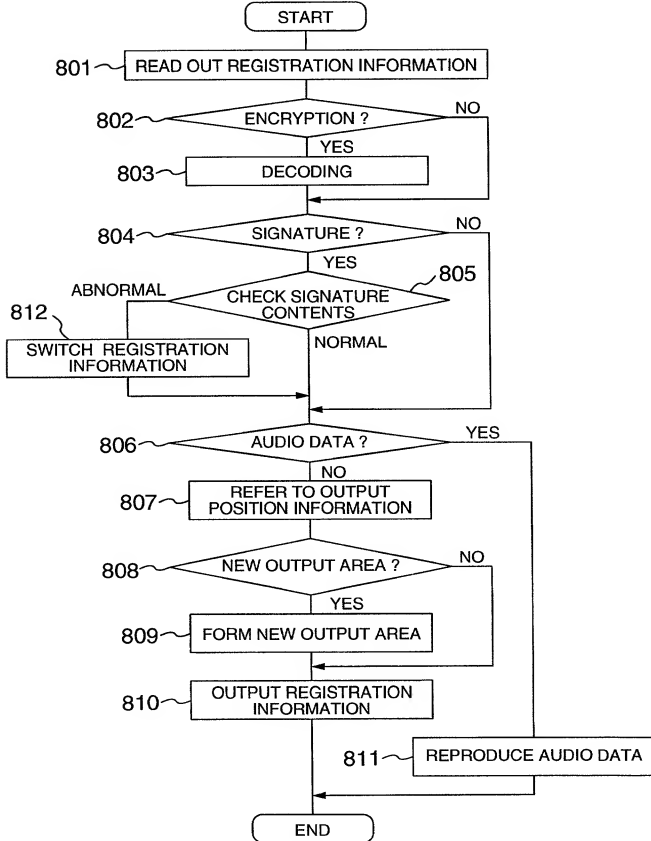 START
801
READ OUT REGISTRATION INFORMATION
802
ENCRYPTION ?
NO
YES
803
DECODING
804
SIGNATURE ?
NO
YES
805
ABNORMAL
CHECK SIGNATURE
CONTENTS
812
SWITCH REGISTRATION
INFORMATION
NORMAL
806
AUDIO DATA ?
YES
NO
807
REFER TO OUTPUT
POSITION INFORMATION
808
NEW OUTPUT AREA ?
NO
YES
809
FORM NEW OUTPUT AREA
810
OUTPUT REGISTRATION
INFORMATION
811
REPRODUCE AUDIO DATA
END